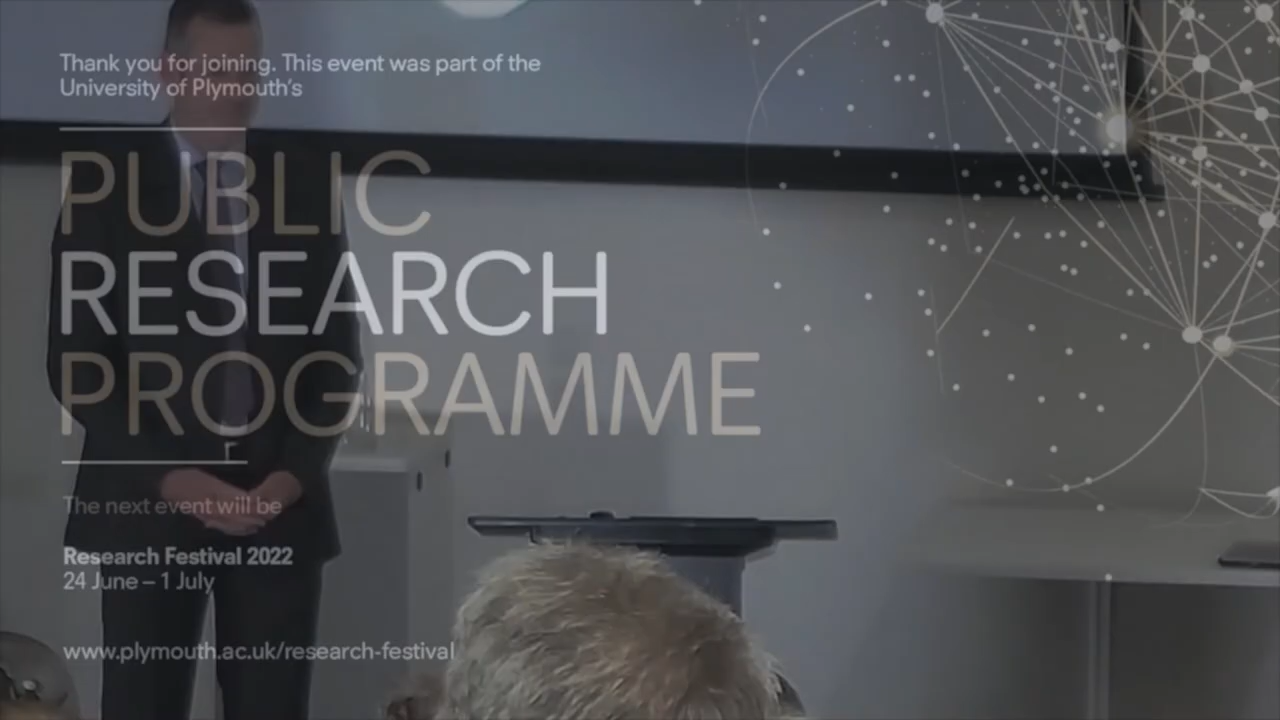 Thank you for joining. This event was part of the
University of Plymouth's
PUBLIC
RESEARCH
PROGRAMME
The next event will be
Research Festival 2022
24 June – 1 July
www.plymouth.ac.uk/research-festival